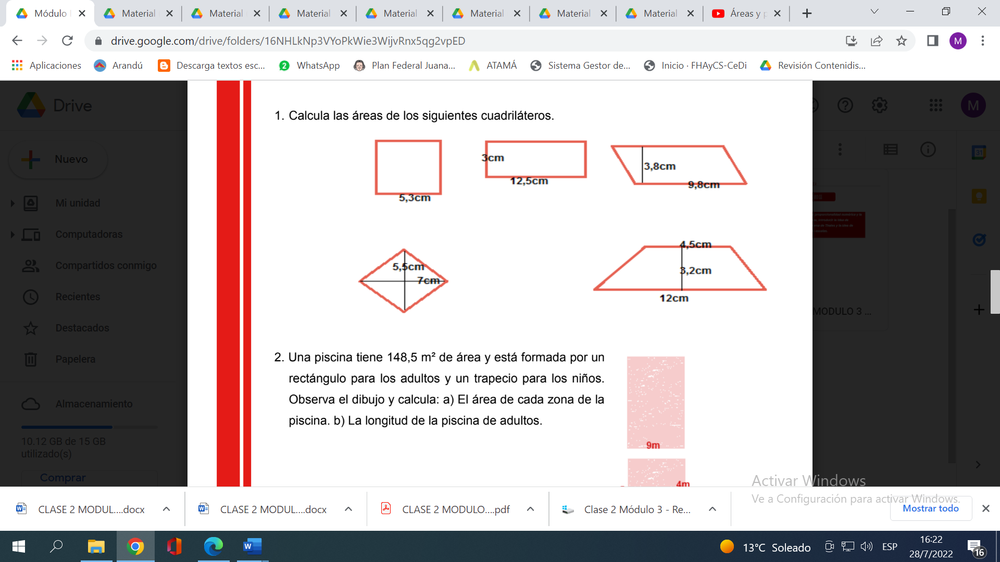 Módulo
Material
Material
Material
Material
Material
Material
Material
Áreas y p
drive.google.com/drive/folders/16NHLkNp3VYoPkWie3WijvRnx5qg2vpED
M
Aplicaciones
Arandú
Descarga textos esc...
2
WhatsApp
Plan Federal Juana...
ATAMÁ
Sistema Gestor de...
Inicio · FHAyCS-CeDi
Revisión Contenidis...
Drive
M
1. Calcula las áreas de los siguientes cuadriláteros.
3cm
3,8cm
12,5cm
9,8cm
5,3cm
Nuevo
31
Mi unidad
Computadoras
Compartidos conmigo
Recientes
Destacados
Papelera
4,5cm
5,5cm
3,2cm
7cm
12cm
MODULO 3 ...
2. Una piscina tiene 148,5 m² de área y está formada por un
rectángulo para los adultos y un trapecio para los niños.
Observa el dibujo y calcula: a) El área de cada zona de la
piscina. b) La longitud de la piscina de adultos.
9m
4m
Almacenamiento
10.12 GB de 15 GB
utilizado(s)
Comprar
Activar Windows
Ve a Configuración para activar Windows.
CLASE 2 MODUL....docx
CLASE 2 MODUL....docx
CLASE 2 MODULO....pdf
Clase 2 Módulo 3 - Re...
Mostrar todo
13°C Soleado
ESP
16:22
28/7/2022
16